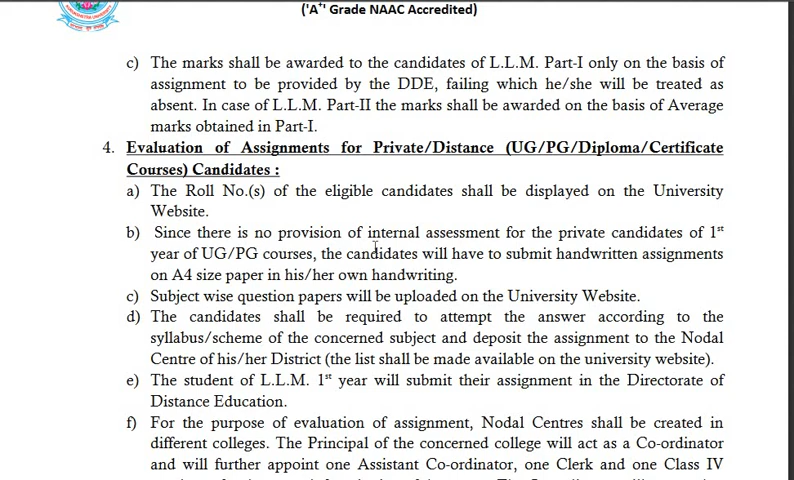 ('A+' Grade NAAC Accredited)
c) The marks shall be awarded to the candidates of L.L.M. Part-I only on the basis of
assignment to be provided by the DDE, failing which he/she will be treated as
absent. In case of L.L.M. Part-II the marks shall be awarded on the basis of Average
marks obtained in Part-I.
4. Evaluation of Assignments for Private/Distance (UG/PG/Diploma/Certificate
Courses) Candidates :
a) The Roll No.(s) of the eligible candidates shall be displayed on the University
Website.
b) Since there is no provision of internal assessment for the private candidates of 1st
year of UG/PG courses, the candidates will have to submit handwritten assignments
on A4 size paper in his/her own handwriting.
c) Subject wise question papers will be uploaded on the University Website.
d) The candidates shall be required to attempt the answer according to the
syllabus/scheme of the concerned subject and deposit the assignment to the Nodal
Centre of his/her District (the list shall be made available on the university website).
e) The student of L.L.M. 1st year will submit their assignment in the Directorate of
Distance Education.
f) For the purpose of evaluation of assignment, Nodal Centres shall be created in
different colleges. The Principal of the concerned college will act as a Co-ordinator
and will further appoint one Assistant Co-ordinator, one Clerk and one Class IV